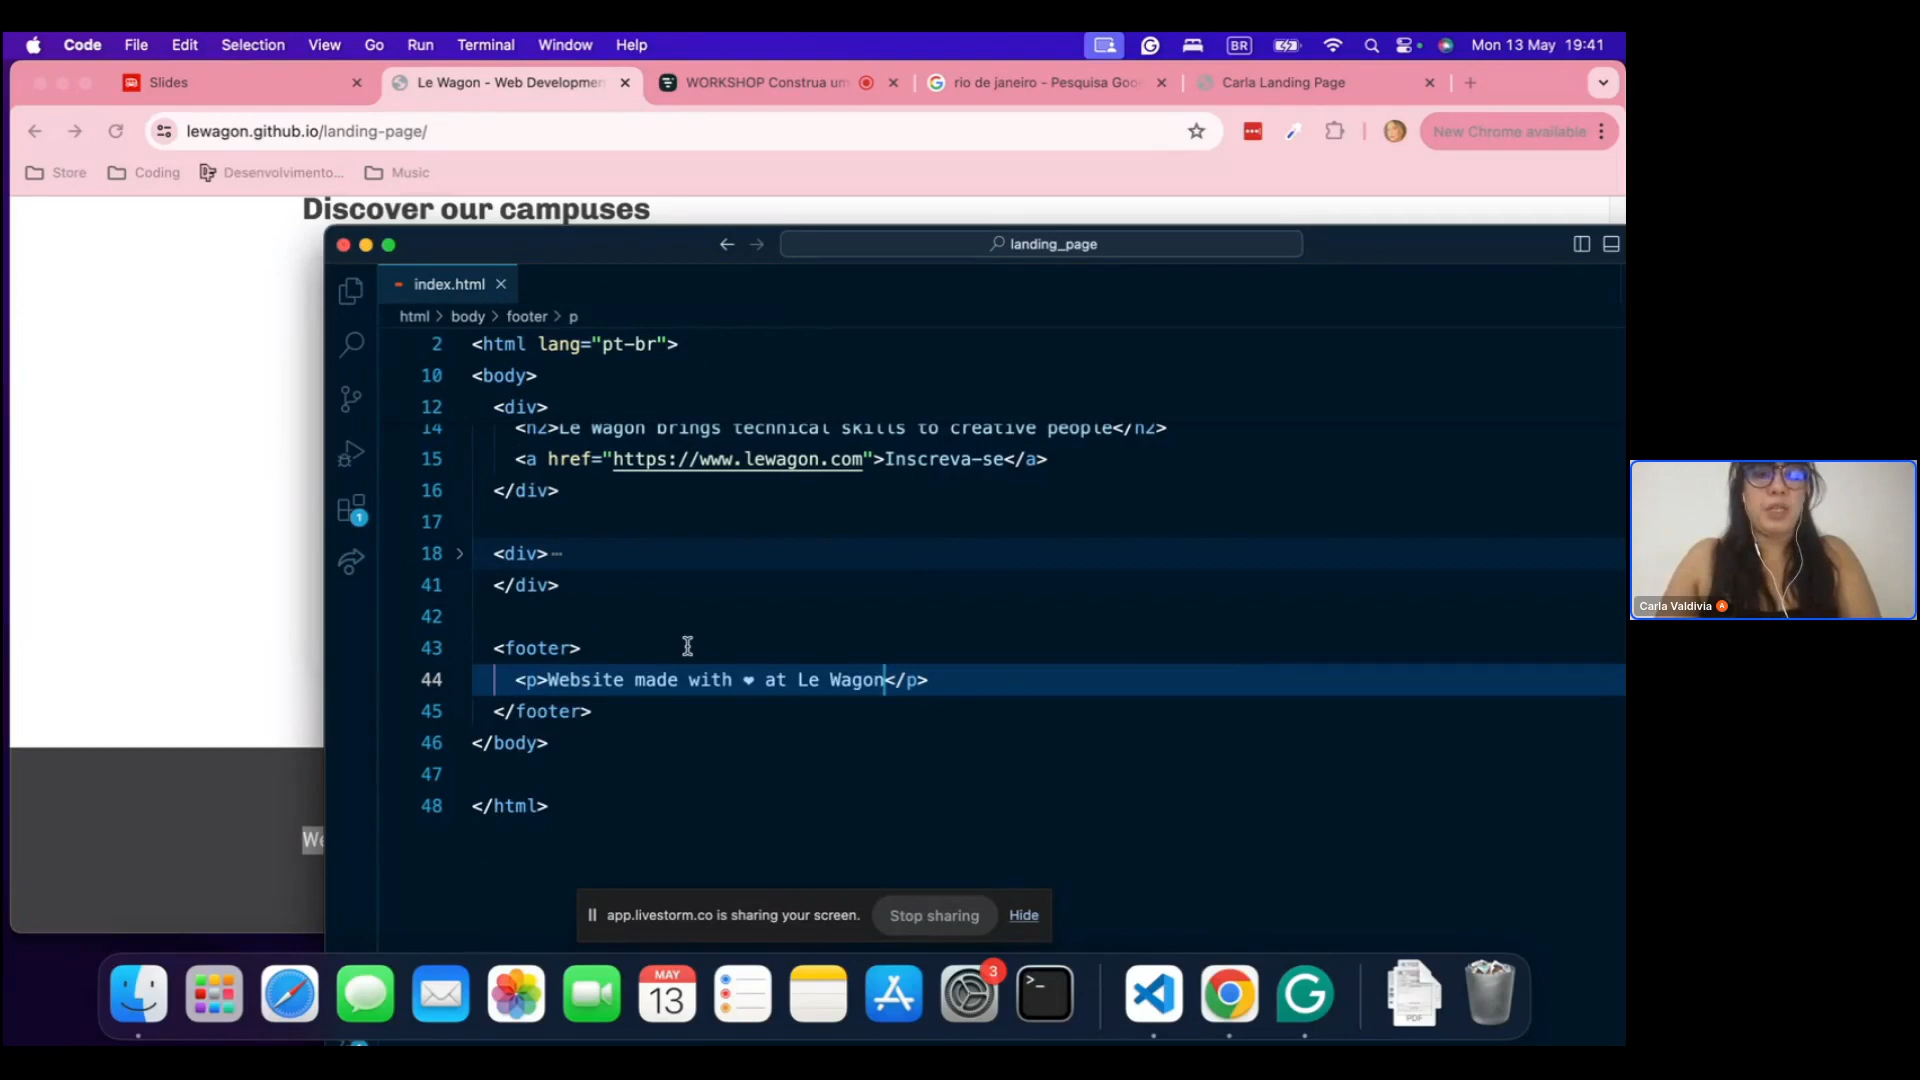 Code File Edit Selection View Go Run Terminal Window Help BR Mon 13 May 19:41
Slides Le Wagon - Web Developmen WORKSHOP Construa um rio de janeiro - Pesquisa Goo Carla Landing Page
lewagon.github.io/landing-page/ New Chrome available
Store Coding Desenvolvimento... Music
Discover our campuses
landing_page
index.html
html > body > footer > p
2 <html lang="pt-br">
10 <body>
12 <div>
14 <h2>Le Wagon brings technical skills to creative people</h2>
15 <a href="https://www.lewagon.com">Inscreva-se</a>
16 </div>
17
18 <div>
41 </div>
42
43 <footer>
44 <p>Website made with ❤ at Le Wagon</p>
45 </footer>
46 </body>
47
48 </html>
1
We
Carla Valdivia A
app.livestorm.co is sharing your screen. Stop sharing Hide
MAY
13
3
PDF